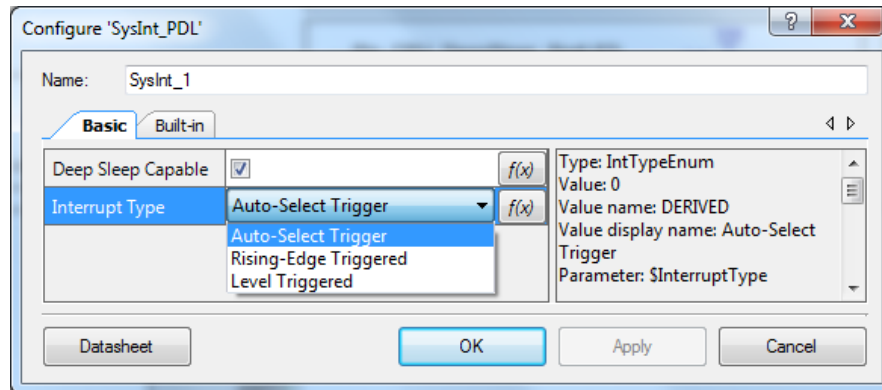 Configure 'SysInt_PDL'
Name: SysInt_1
Basic Built-in
Deep Sleep Capable f(x)
Interrupt Type Auto-Select Trigger f(x)
Auto-Select Trigger
Rising-Edge Triggered
Level Triggered
Type: IntTypeEnum
Value: 0
Value name: DERIVED
Value display name: Auto-Select
Trigger
Parameter: $InterruptType
Datasheet OK Apply Cancel